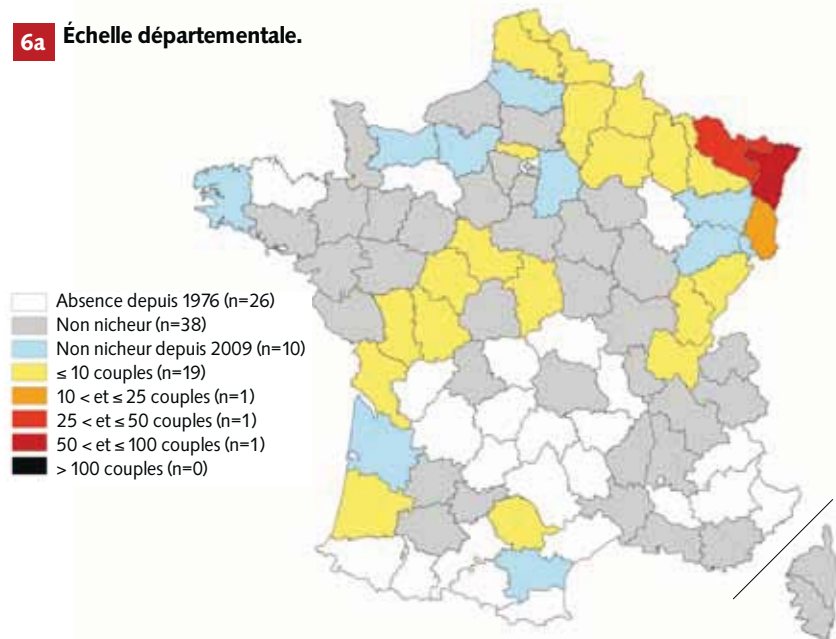 6a Échelle départementale.
Absence depuis 1976 (n=26)
Non nicheur (n=38)
Non nicheur depuis 2009 (n=10)
≤ 10 couples (n=19)
10 < et ≤ 25 couples (n=1)
25 < et ≤ 50 couples (n=1)
50 < et ≤ 100 couples (n=1)
> 100 couples (n=0)